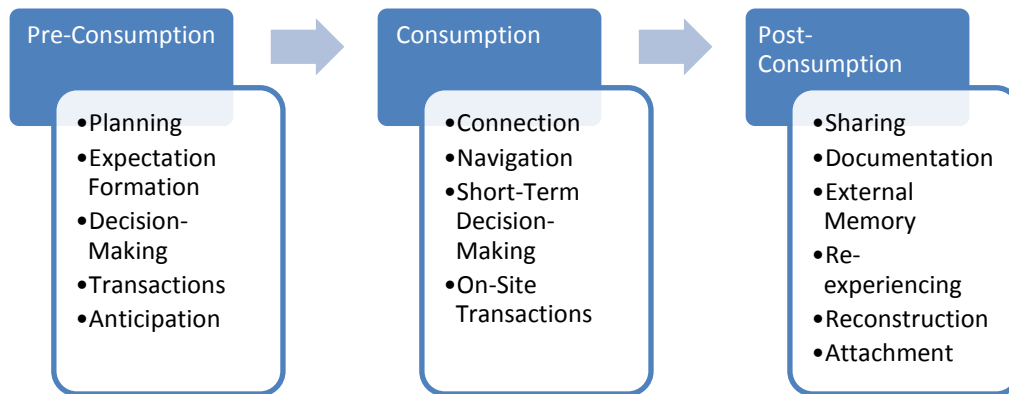 Pre-Consumption
•Planning
•Expectation
Formation
•Decision-
Making
•Transactions
•Anticipation
Consumption
•Connection
•Navigation
•Short-Term
Decision-
Making
•On-Site
Transactions
Post-
Consumption
•Sharing
•Documentation
•External
Memory
•Re-
experiencing
•Reconstruction
•Attachment